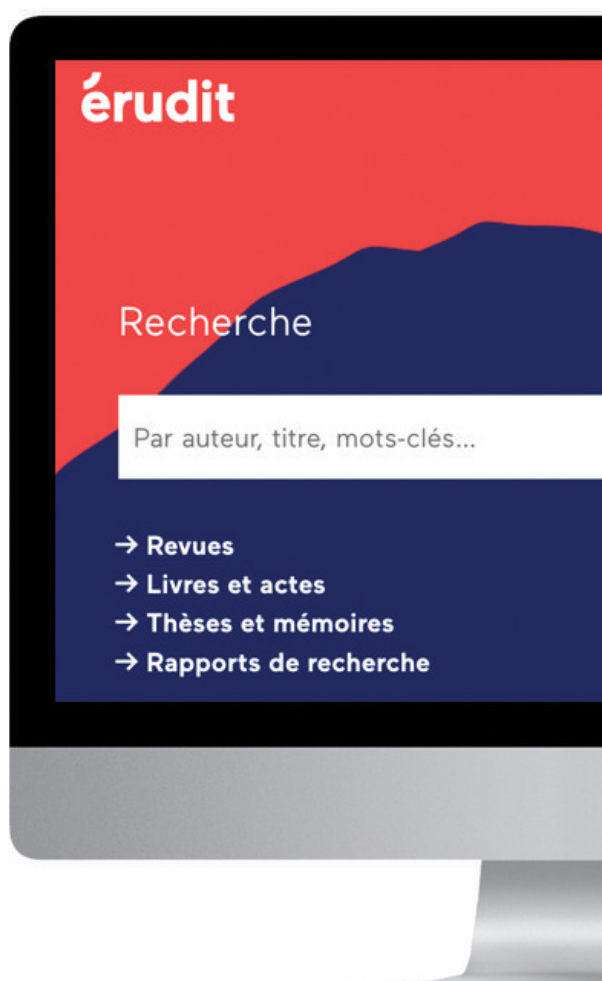 érudit
Recherche
Par auteur, titre, mots-clés...
→ Revues
→ Livres et actes
→ Thèses et mémoires
→ Rapports de recherche